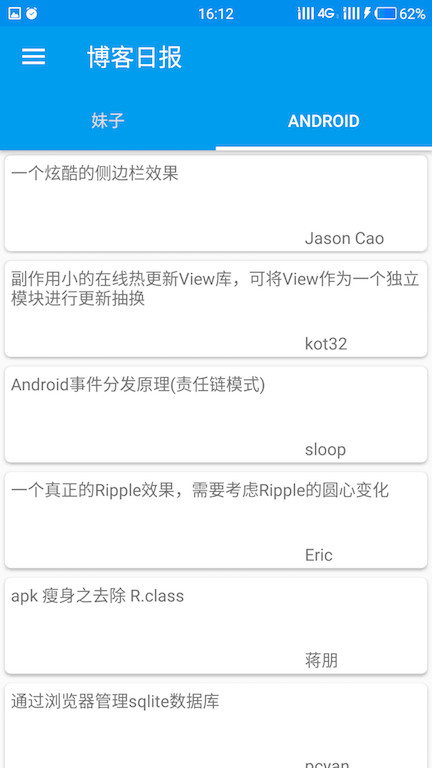 16:12 4G 62%
博客日报
妹子 ANDROID
一个炫酷的侧边栏效果
Jason Cao
副作用小的在线热更新View库，可将View作为一个独立
模块进行更新抽换
kot32
Android事件分发原理(责任链模式)
sloop
一个真正的Ripple效果，需要考虑Ripple的圆心变化
Eric
apk 瘦身之去除 R.class
蒋朋
通过浏览器管理sqlite数据库